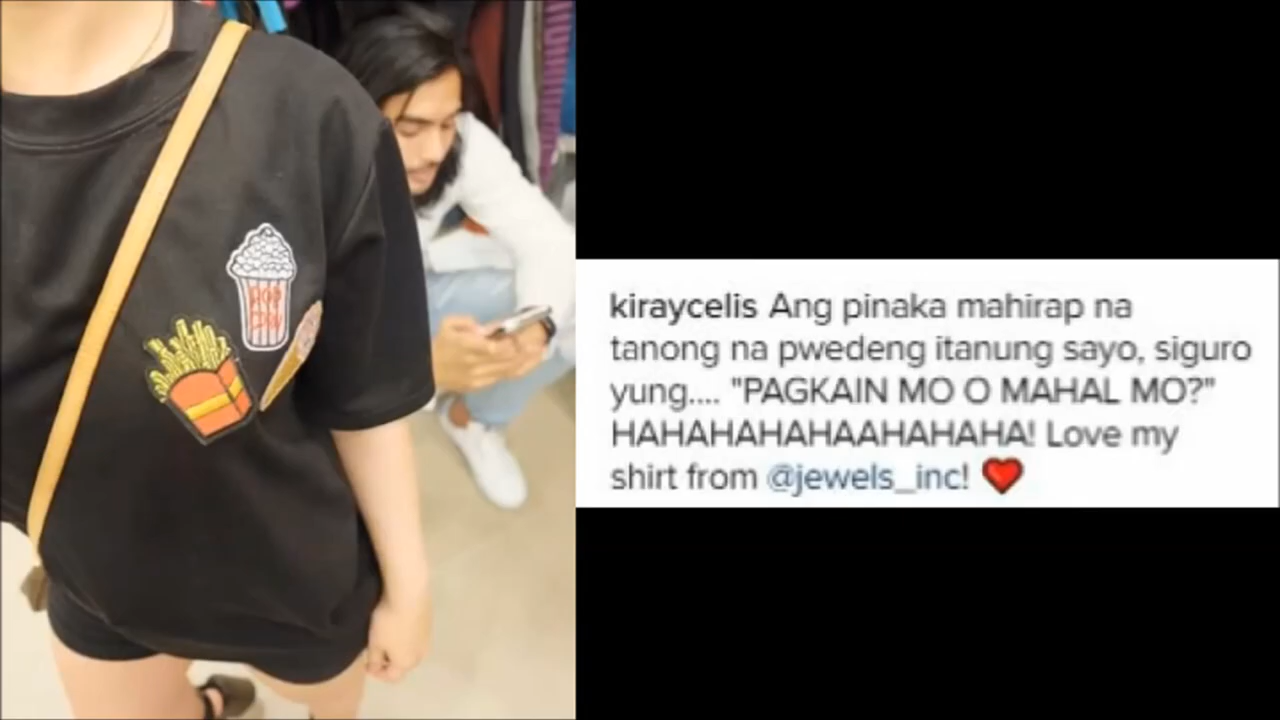 POP
kiraycelis Ang pinaka mahirap na
tanong na pwedeng itanung sayo, siguro
yung.... "PAGKAIN MO O MAHAL MO?"
HAHAHAHAHAAHAHAHA! Love my
shirt from @jewels_inc! ❤️